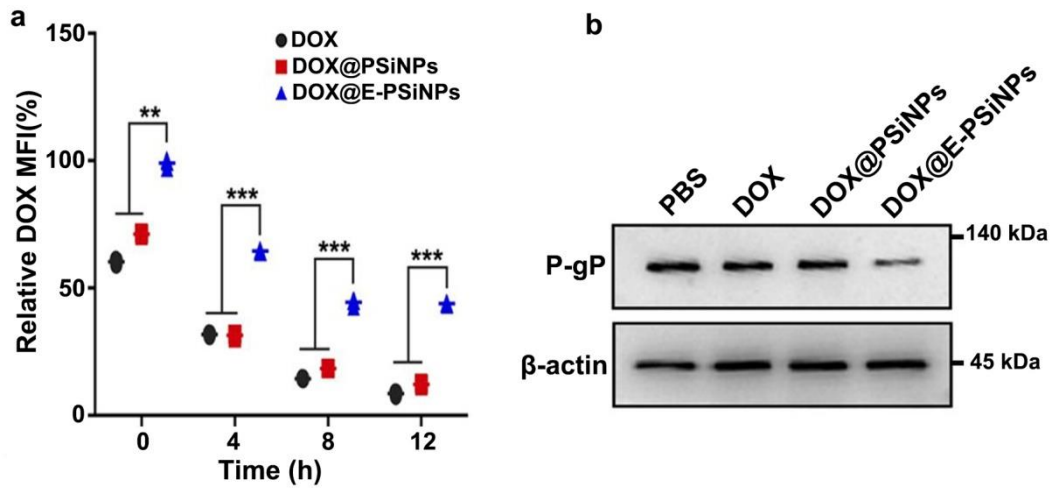 a
150
100
50
0
Relative DOX MFI(%)
DOX
DOX@PSiNPs
DOX@E-PSiNPs
**
***
***
***
0 4 8 12
Time (h)
b
PBS
DOX
DOX@PSiNPs
DOX@E-PSiNPs
P-gP
140 kDa
β-actin
45 kDa